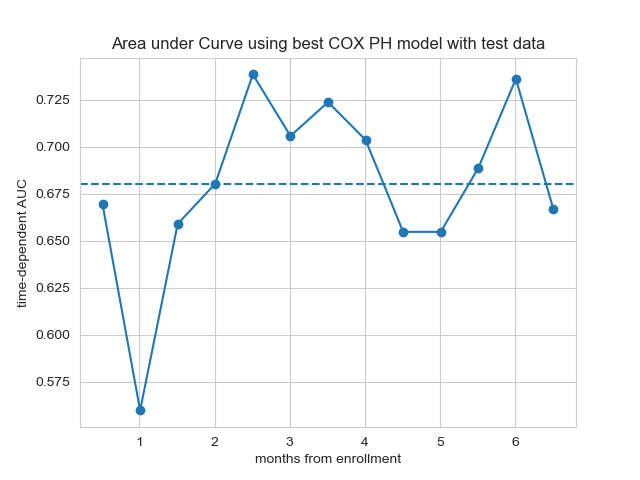 Area under Curve using best COX PH model with test data
time-dependent AUC
0.725
0.700
0.675
0.650
0.625
0.600
0.575
1 2 3 4 5 6
months from enrollment